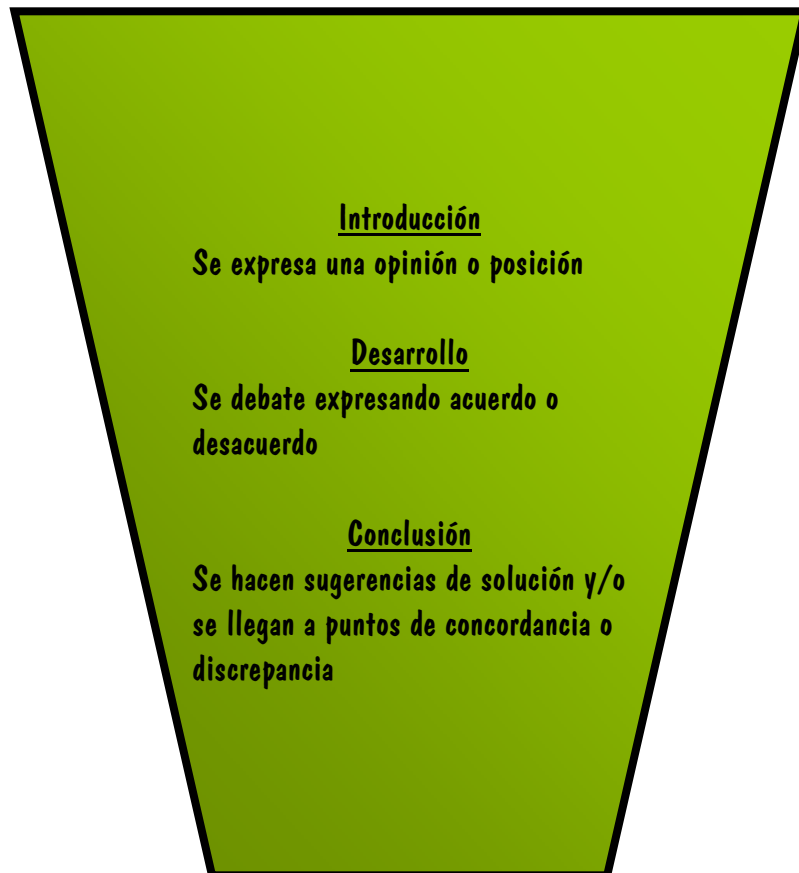 Introducción
Se expresa una opinión o posición
Desarrollo
Se debate expresando acuerdo o
desacuerdo
Conclusión
Se hacen sugerencias de solución y/o
se llegan a puntos de concordancia o
discrepancia